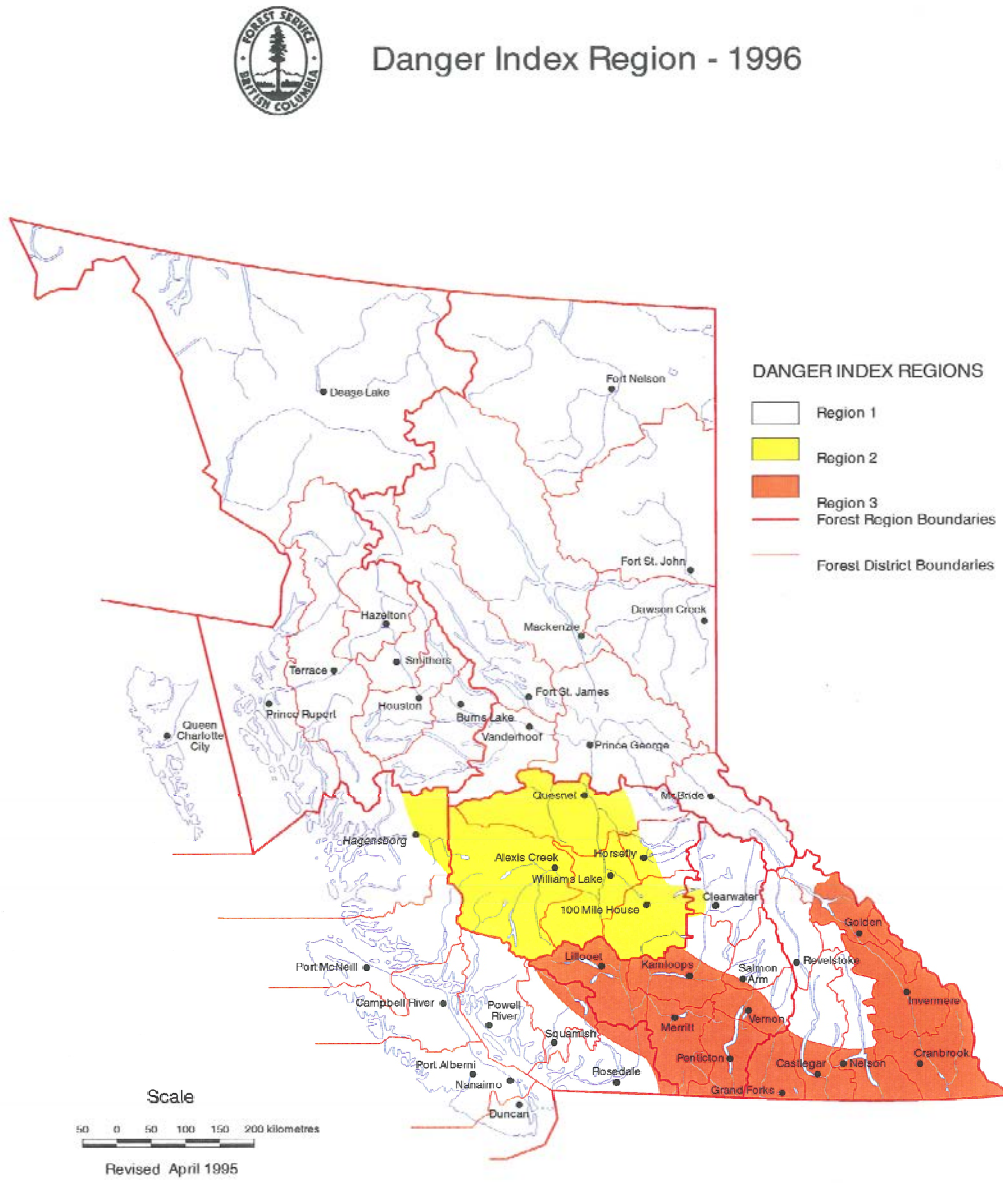 FOREST SERVICE
BRITISH COLUMBIA
Danger Index Region - 1996
DANGER INDEX REGIONS
Region 1
Region 2
Region 3
Forest Region Boundaries
Forest District Boundaries
Dease Lake
Fort Nelson
Fort St. John
Dawson Creek
Hazelton
Mackenzie
Smithers
Terrace
Fort St. James
Prince Rupert
Houston
Burns Lake
Queen
Charlotte
City
Vanderhoof
Prince George
Quesnel
McBride
Hagensborg
Alexis Creek
Horsefly
Williams Lake
Clearwater
100 Mile House
Golden
Lillooet
Kamloops
Revelstoke
Port McNeill
Salmon
Arm
Invermere
Campbell River
Powell
River
Vernon
Merritt
Squamish
Penticton
Cranbrook
Port Alberni
Castlegar
Nelson
Rosedale
Nanaimo
Grand Forks
Duncan
Scale
50 0 50 100 150 200 kilometres
Revised April 1995